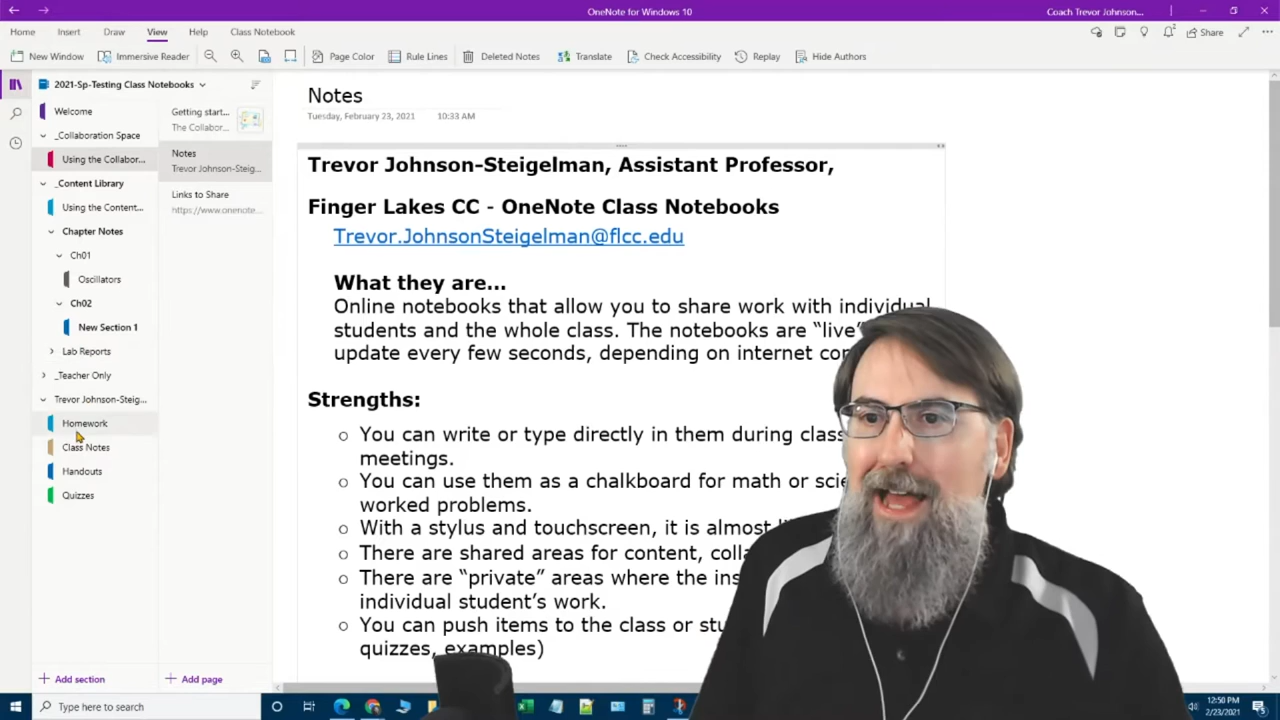 OneNote for Windows 10
Coach Trevor Johnson...
Home Insert Draw View Help Class Notebook
Share
New Window Immersive Reader Page Color Rule Lines Deleted Notes Translate Check Accessibility Replay Hide Authors
2021-Sp-Testing Class Notebooks
Welcome
_Collaboration Space
Using the Collabor...
_Content Library
Using the Content...
Chapter Notes
Ch01
Oscillators
Ch02
New Section 1
Lab Reports
_Teacher Only
Trevor Johnson-Steig...
Homework
Class Notes
Handouts
Quizzes
Add section
Getting start...
The Collabor...
Notes
Trevor Johnson-Steig...
Links to Share
https://www.onenote...
Add page
Notes
Tuesday, February 23, 2021 10:33 AM
Trevor Johnson-Steigelman, Assistant Professor,
Finger Lakes CC - OneNote Class Notebooks
Trevor.JohnsonSteigelman@flcc.edu
What they are...
Online notebooks that allow you to share work with individual
students and the whole class. The notebooks are “live”
update every few seconds, depending on internet
Strengths:
You can write or type directly in them during class
meetings.
You can use them as a chalkboard for math or
worked problems.
With a stylus and touchscreen, it is almost
There are shared areas for content,
There are “private” areas where the
individual student’s work.
You can push items to the class or
quizzes, examples)
Type here to search
12:50 PM
2/23/2021